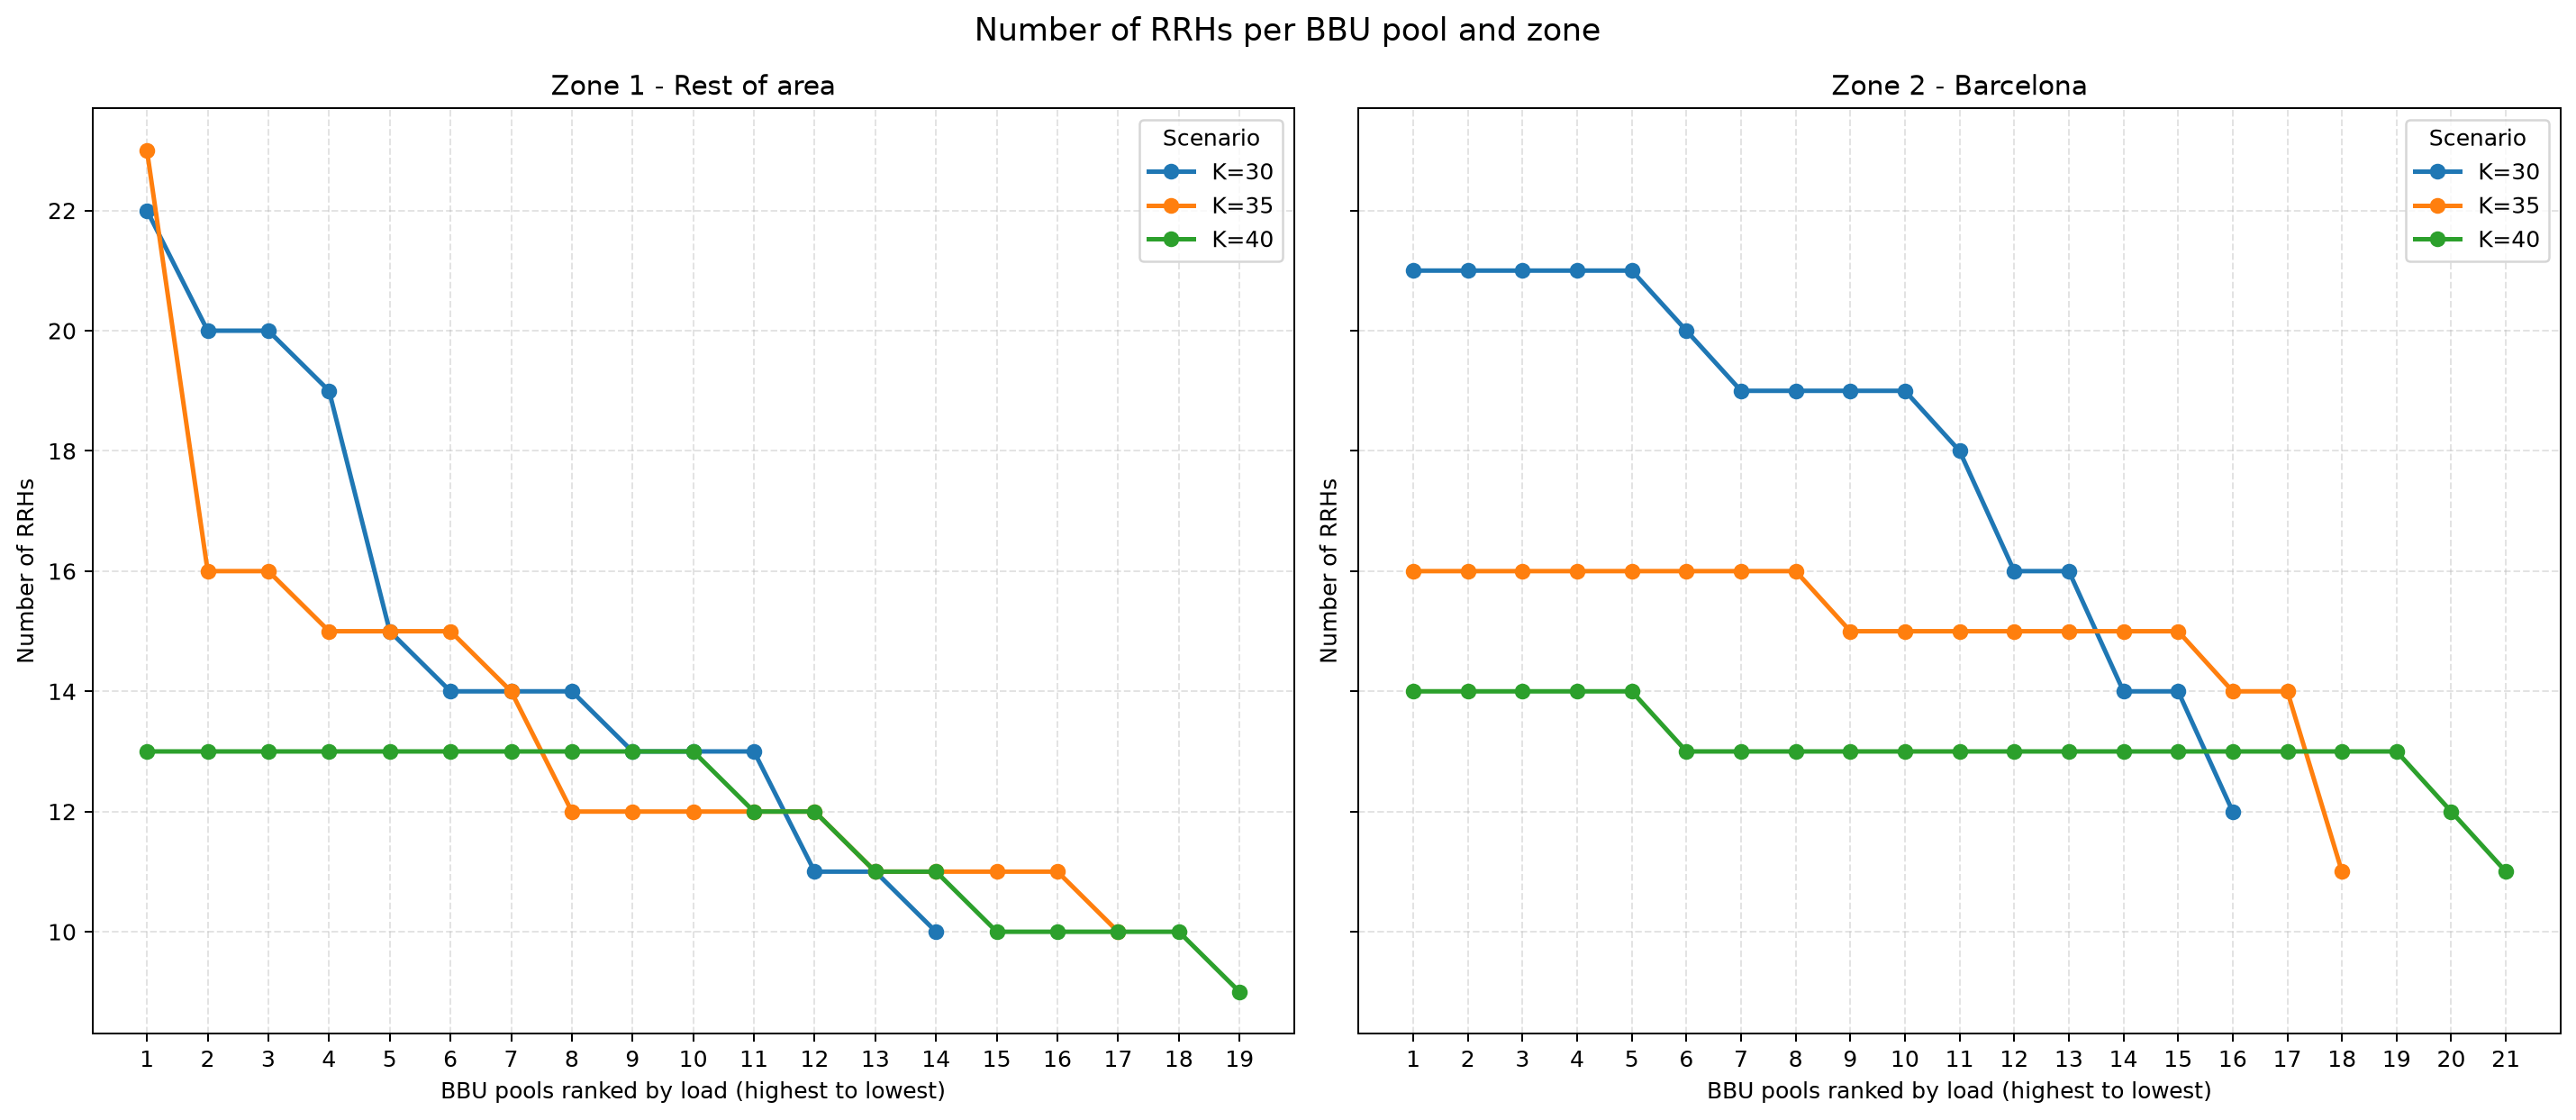 Number of RRHs per BBU pool and zone
Zone 1 - Rest of area
Number of RRHs
22
20
18
16
14
12
10
Scenario
K=30
K=35
K=40
1 2 3 4 5 6 7 8 9 10 11 12 13 14 15 16 17 18 19
BBU pools ranked by load (highest to lowest)
Zone 2 - Barcelona
Number of RRHs
Scenario
K=30
K=35
K=40
1 2 3 4 5 6 7 8 9 10 11 12 13 14 15 16 17 18 19 20 21
BBU pools ranked by load (highest to lowest)